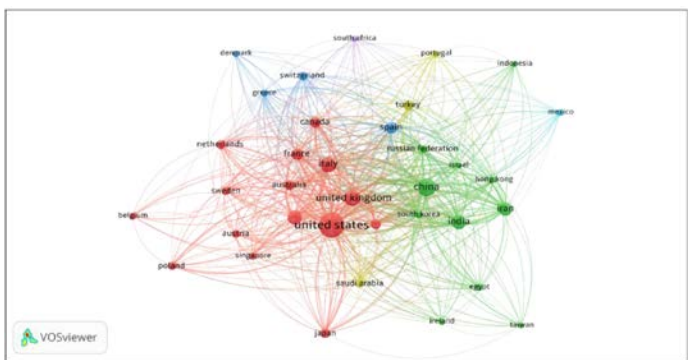 southafrica
denmark
portugal
indonesia
switzerland
greece
turkey
mexico
canada
spain
netherlands
russian federation
france
italy
israel
hongkong
australia
china
sweden
united kingdom
iran
belgium
south korea
india
united states
austria
singapore
poland
saudi arabia
egypt
ireland
taiwan
japan
VOSviewer